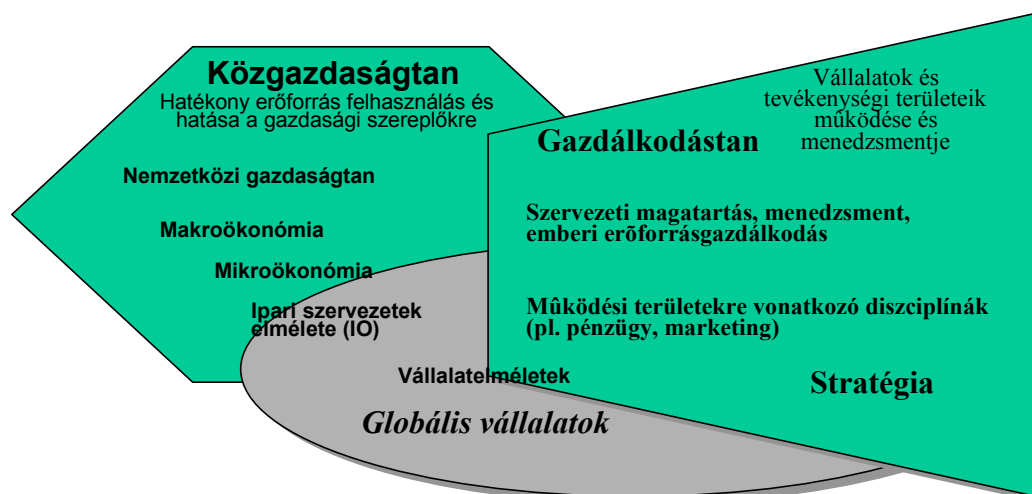 Közgazdaságtan
Hatékony erőforrás felhasználás és
hatása a gazdasági szereplőkre
Nemzetközi gazdaságtan
Makroökonómia
Mikroökonómia
Ipari szervezetek
elmélete (IO)
Vállalatelméletek
Globális vállalatok
Vállalatok és
tevékenységi területeik
mûködése és
menedzsmentje
Gazdálkodástan
Szervezeti magatartás, menedzsment,
emberi erõforrásgazdálkodás
Mûködési területekre vonatkozó diszciplínák
(pl. pénzügy, marketing)
Stratégia